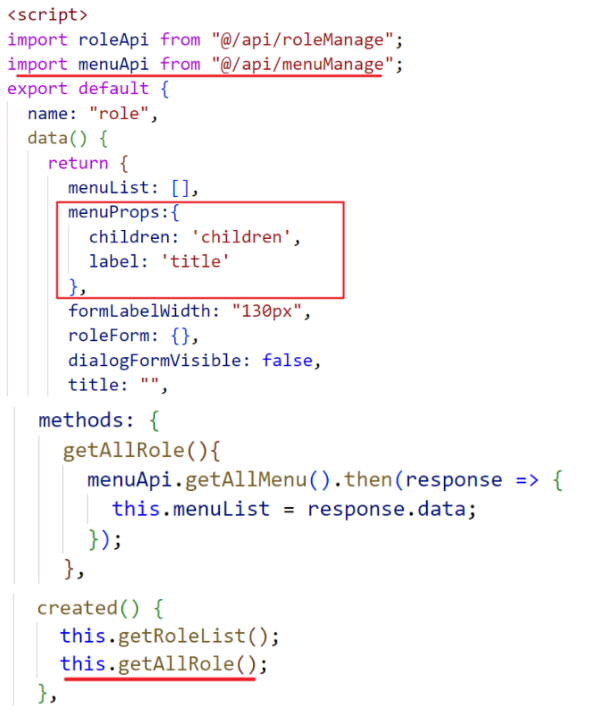 <script>
import roleApi from "@/api/roleManage";
import menuApi from "@/api/menuManage";
export default {
name: "role",
data() {
return {
menuList: [],
menuProps:{
children: 'children',
label: 'title'
},
formLabelWidth: "130px",
roleForm: {},
dialogFormVisible: false,
title: "",
methods: {
getAllRole(){
menuApi.getAllMenu().then(response => {
this.menuList = response.data;
});
},
created() {
this.getRoleList();
this.getAllRole();
},